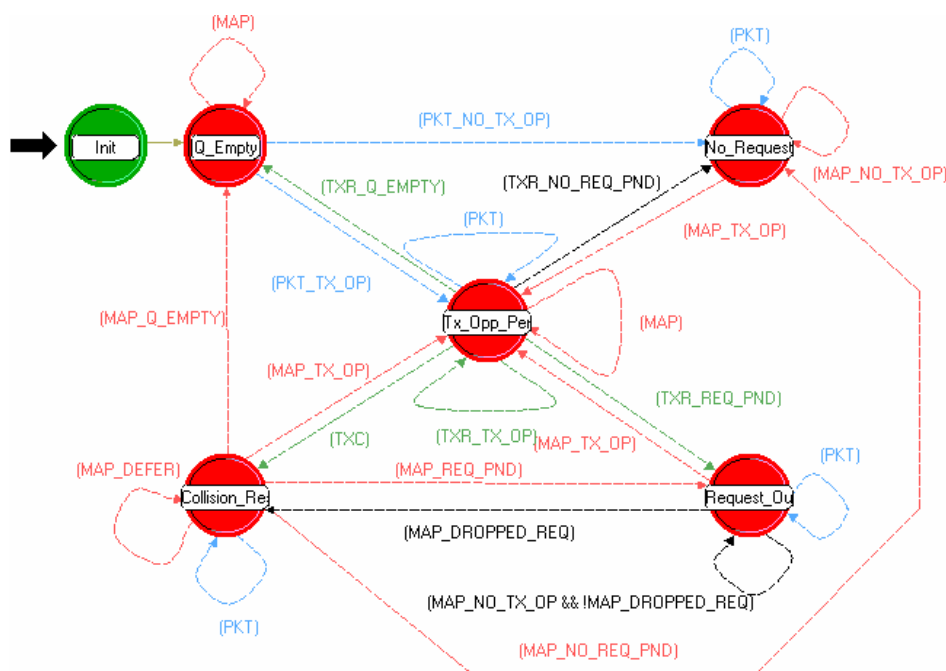 (MAP)
(PKT)
(PKT_NO_TX_OP)
Init
Q_Empty
No_Request
(MAP_NO_TX_OP)
(TXR_Q_EMPTY)
(TXR_NO_REQ_PND)
(PKT)
(MAP_TX_OP)
(PKT_TX_OP)
(MAP_Q_EMPTY)
Tx_Opp_Per
(MAP)
(MAP_TX_OP)
(TXR_REQ_PND)
(TXC)
(TXR_TX_OP)
(MAP_TX_OP)
(MAP_DEFER)
(MAP_REQ_PND)
(PKT)
Collision_Re
Request_Ou
(MAP_DROPPED_REQ)
(MAP_NO_TX_OP && !MAP_DROPPED_REQ)
(PKT)
(MAP_NO_REQ_PND)